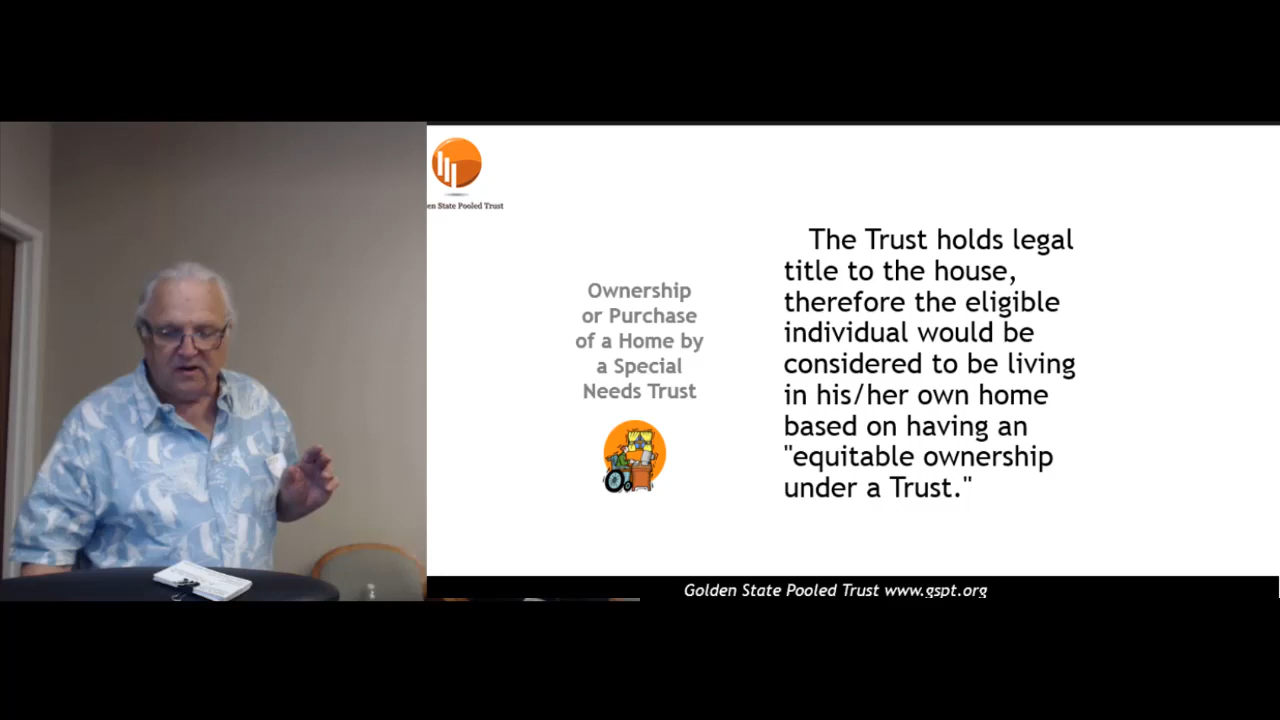 en State Pooled Trust
Ownership
or Purchase
of a Home by
a Special
Needs Trust
The Trust holds legal
title to the house,
therefore the eligible
individual would be
considered to be living
in his/her own home
based on having an
"equitable ownership
under a Trust."
Golden State Pooled Trust www.gspt.org